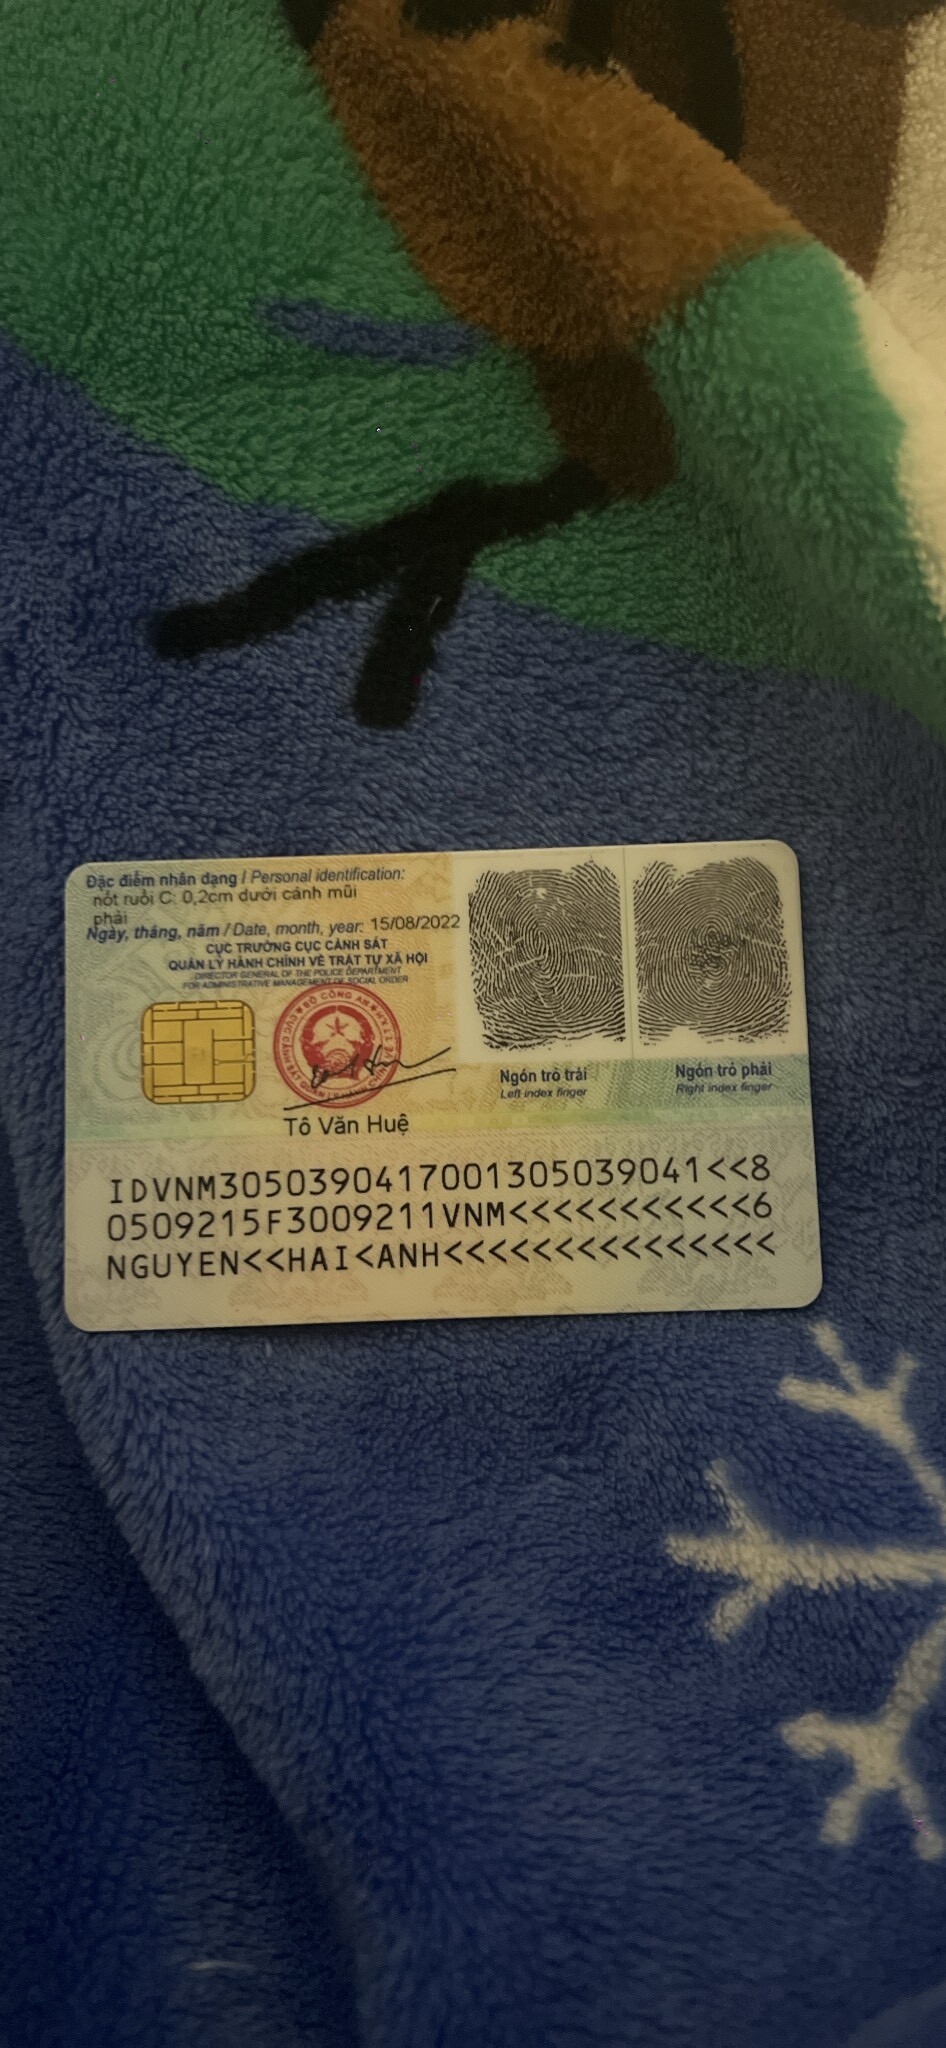 Đặc điểm nhân dạng / Personal identification:
nốt ruồi C: 0,2cm dưới cánh mũi
phải
Ngày, tháng, năm / Date, month, year: 15/08/2022
CỤC TRƯỞNG CỤC CẢNH SÁT
QUẢN LÝ HÀNH CHÍNH VỀ TRẬT TỰ XÃ HỘI
DIRECTOR GENERAL OF THE POLICE DEPARTMENT
FOR ADMINISTRATIVE MANAGEMENT OF SOCIAL ORDER
BỘ CÔNG AN
Tô Văn Huệ
Ngón trỏ trái
Left index finger
Ngón trỏ phải
Right index finger
IDVNM3050390417001305039041<<8
0509215F3009211VNM<<<<<<<<<<<6
NGUYEN<<HAI<ANH<<<<<<<<<<<<<<<